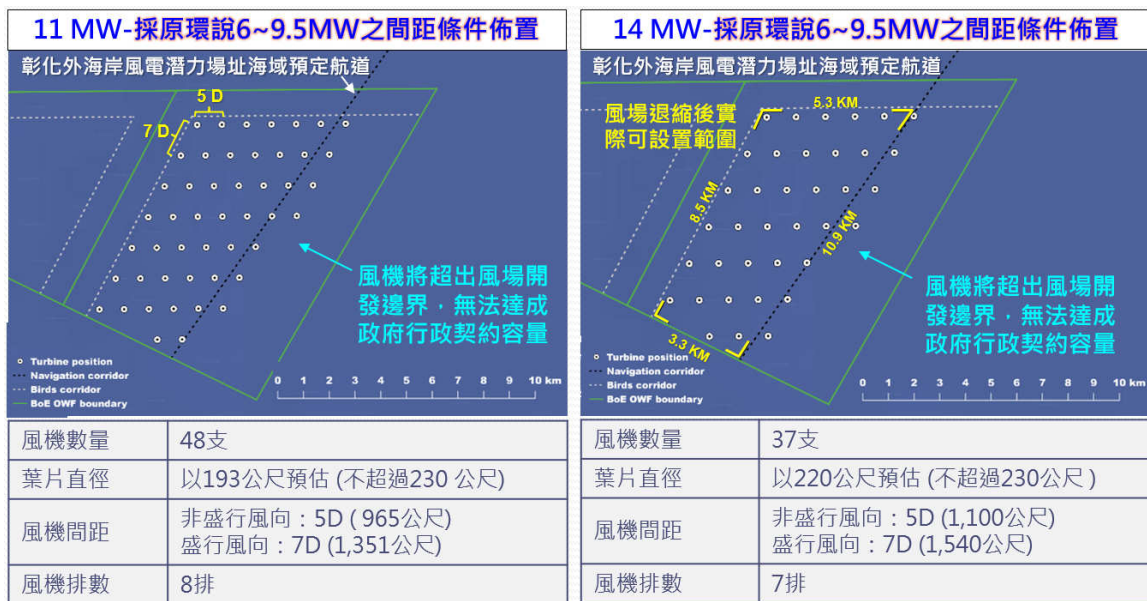 11 MW-採原環說6~9.5MW之間距條件佈置
彰化外海岸風電潛力場址海域預定航道
5 D
7 D
風機將超出風場開
發邊界，無法達成
政府行政契約容量
Turbine position
Navigation corridor
Birds corridor
BoE OWF boundary
0 1 2 3 4 5 6 7 8 9 10 km
風機數量 48支
葉片直徑 以193公尺預估 (不超過230 公尺)
風機間距 非盛行風向：5D ( 965公尺)
盛行風向：7D (1,351公尺)
風機排數 8排
14 MW-採原環說6~9.5MW之間距條件佈置
彰化外海岸風電潛力場址海域預定航道
風場退縮後實
際可設置範圍
5.3 KM
8.5 KM
10.9 KM
3.3 KM
風機將超出風場開
發邊界，無法達成
政府行政契約容量
Turbine position
Navigation corridor
Birds corridor
BoE OWF boundary
0 1 2 3 4 5 6 7 8 9 10 km
風機數量 37支
葉片直徑 以220公尺預估 (不超過230公尺 )
風機間距 非盛行風向：5D (1,100公尺)
盛行風向：7D (1,540公尺)
風機排數 7排